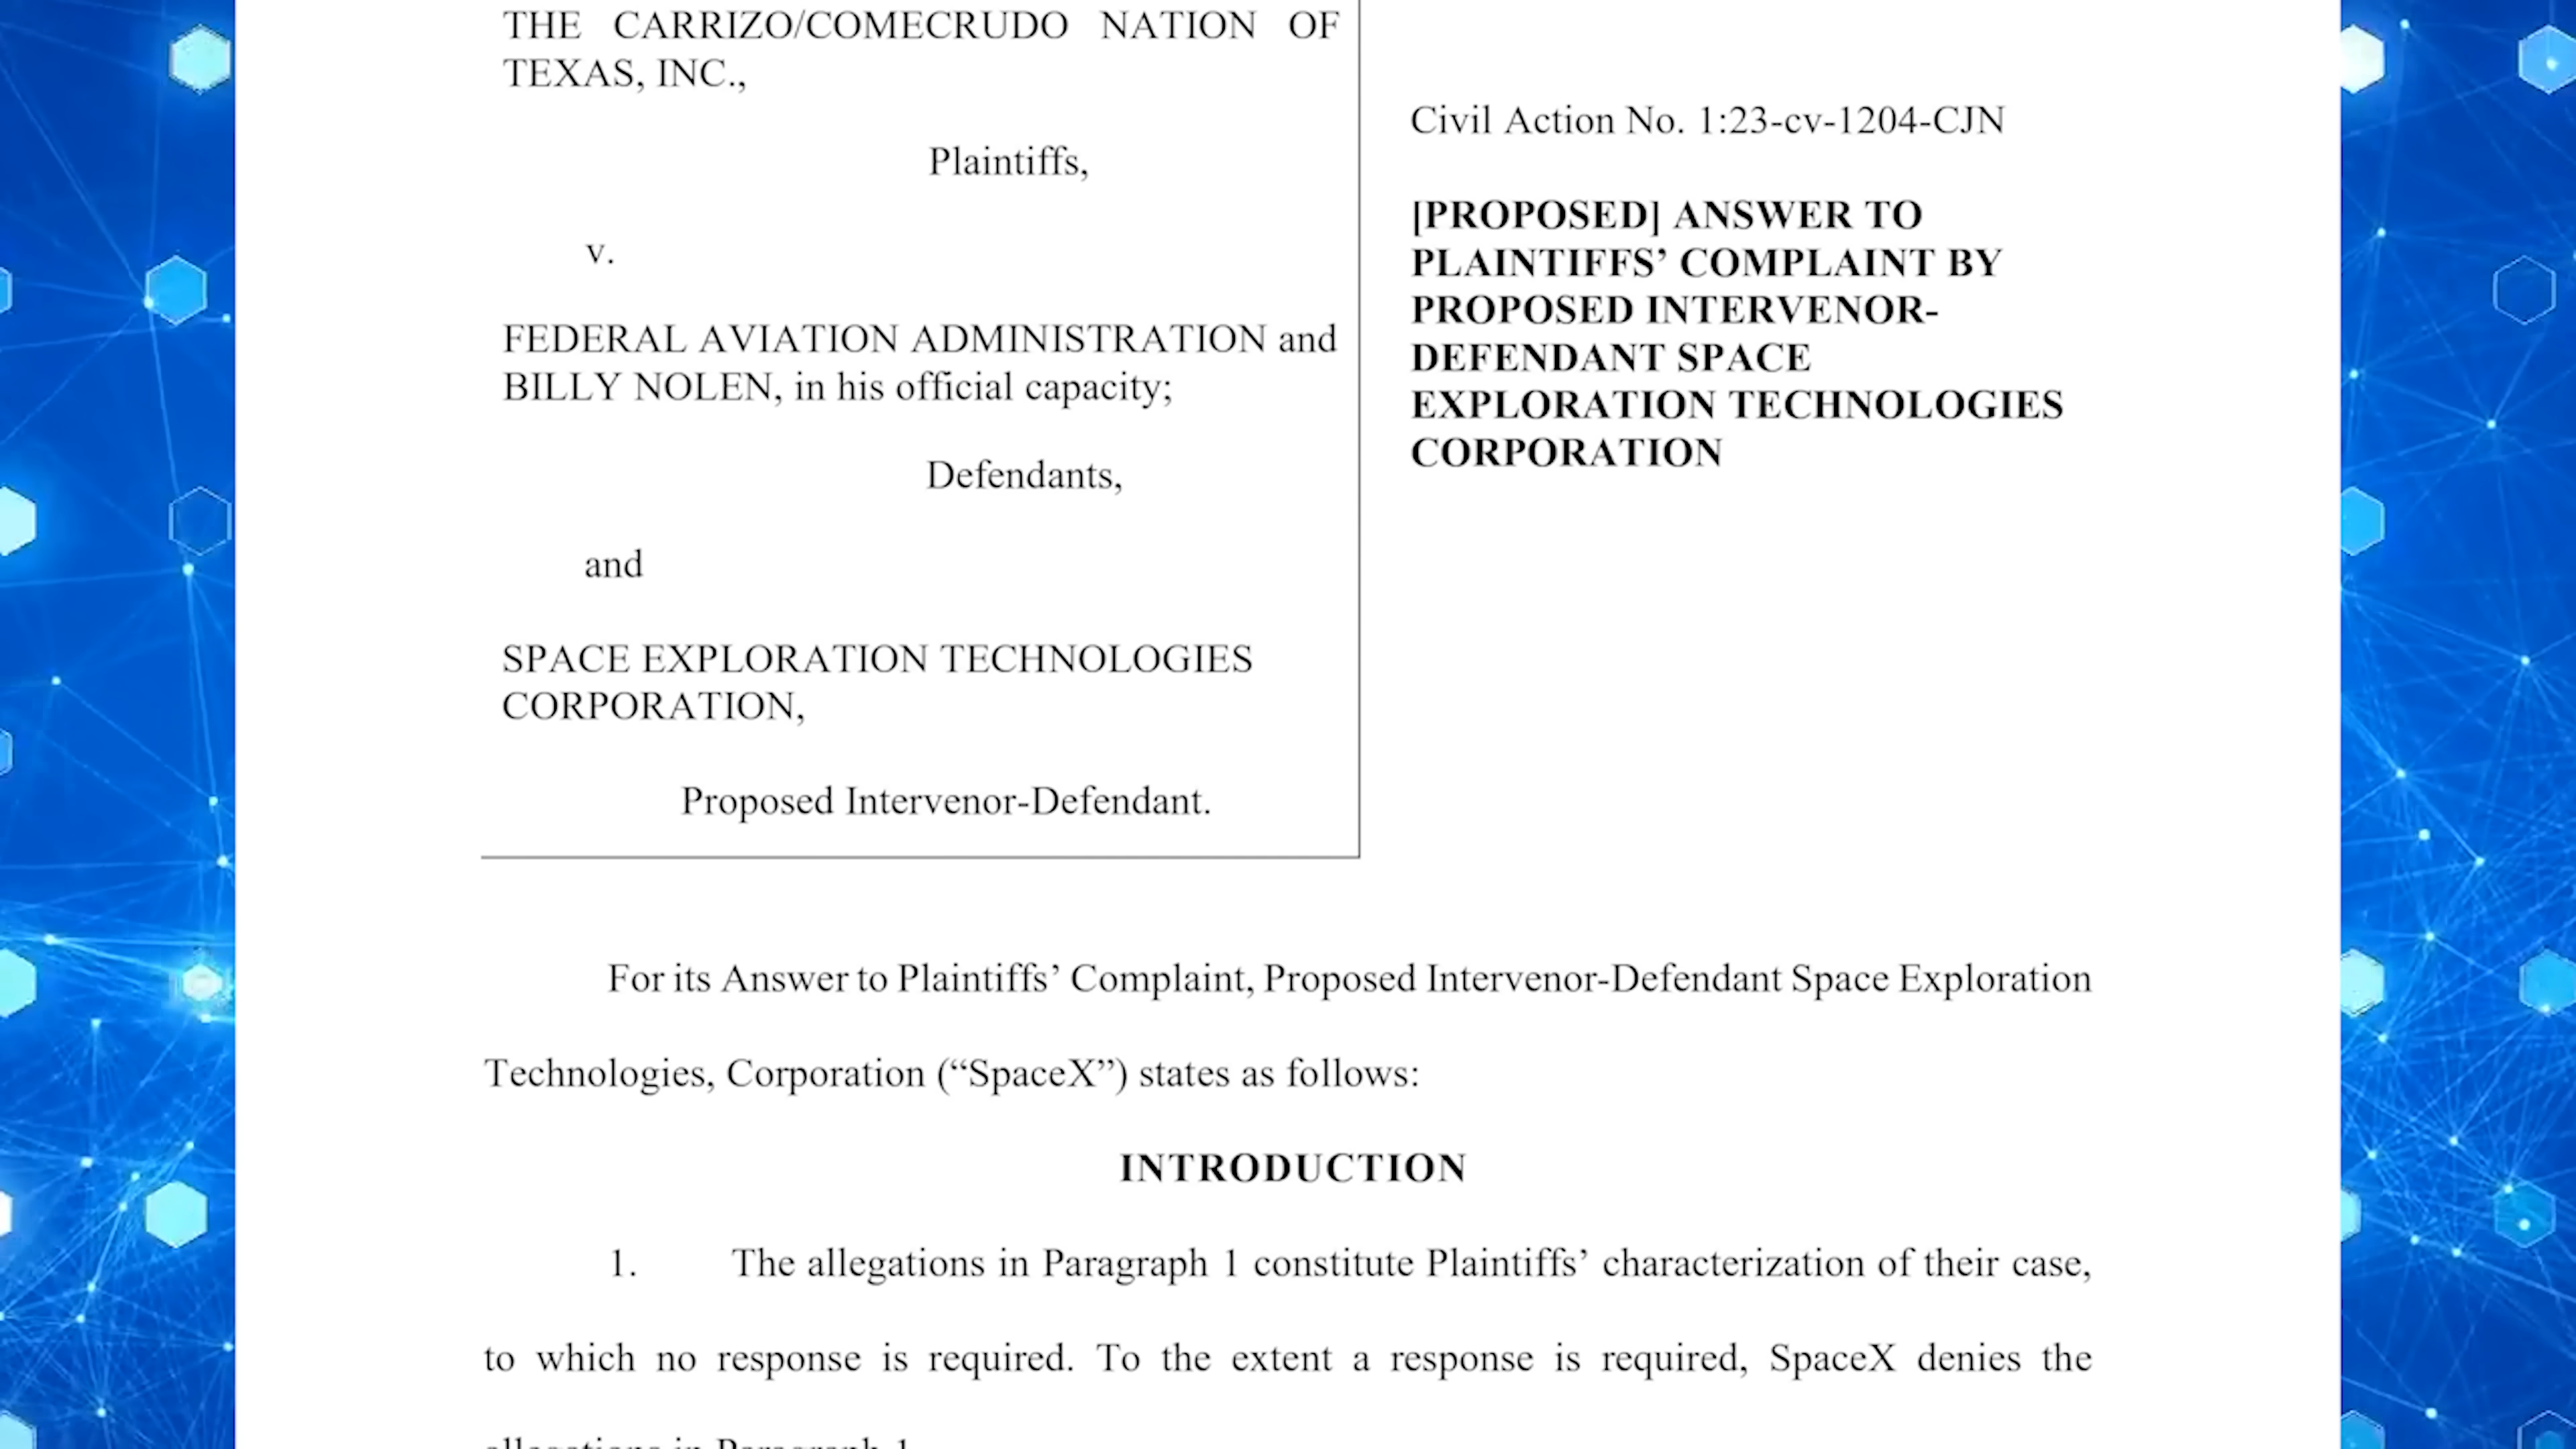 THE CARRIZO/COMECRUDO NATION OF
TEXAS, INC.,
Plaintiffs,
v.
FEDERAL AVIATION ADMINISTRATION and
BILLY NOLEN, in his official capacity;
Defendants,
and
SPACE EXPLORATION TECHNOLOGIES
CORPORATION,
Proposed Intervenor-Defendant.
Civil Action No. 1:23-cv-1204-CJN
[PROPOSED] ANSWER TO
PLAINTIFFS’ COMPLAINT BY
PROPOSED INTERVENOR-
DEFENDANT SPACE
EXPLORATION TECHNOLOGIES
CORPORATION
For its Answer to Plaintiffs’ Complaint, Proposed Intervenor-Defendant Space Exploration
Technologies, Corporation (“SpaceX”) states as follows:
INTRODUCTION
1. The allegations in Paragraph 1 constitute Plaintiffs’ characterization of their case,
to which no response is required. To the extent a response is required, SpaceX denies the
allegations in Paragraph 1